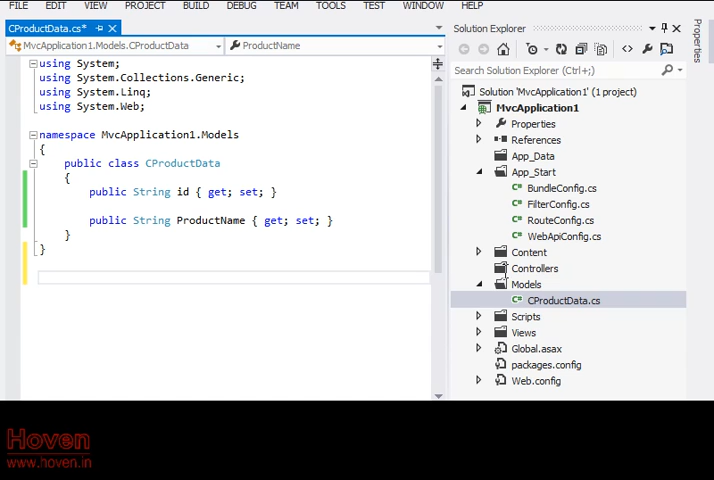 FILE EDIT VIEW PROJECT BUILD DEBUG TEAM TOOLS TEST WINDOW HELP
CProductData.cs*
MvcApplication1.Models.CProductData
ProductName
using System;
using System.Collections.Generic;
using System.Linq;
using System.Web;
namespace MvcApplication1.Models
{
public class CProductData
{
public String id { get; set; }
public String ProductName { get; set; }
}
}
Solution Explorer
Search Solution Explorer (Ctrl+;)
Solution 'MvcApplication1' (1 project)
MvcApplication1
Properties
References
App_Data
App_Start
BundleConfig.cs
FilterConfig.cs
RouteConfig.cs
WebApiConfig.cs
Content
Controllers
Models
CProductData.cs
Scripts
Views
Global.asax
packages.config
Web.config
Properties
Hoven
www.hoven.in